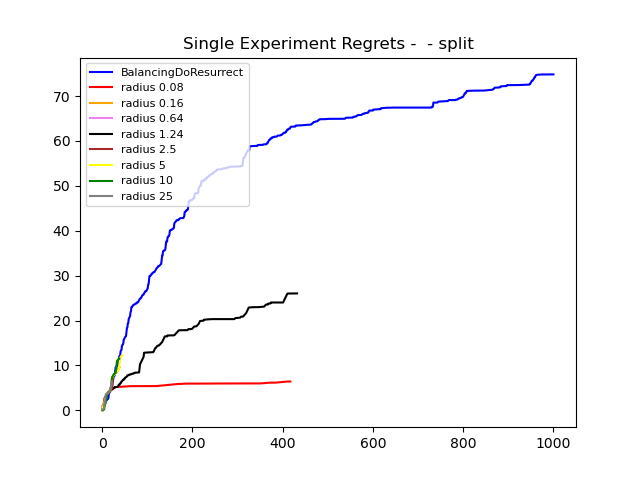 Single Experiment Regrets -  - split
BalancingDoResurrect
radius 0.08
radius 0.16
radius 0.64
radius 1.24
radius 2.5
radius 5
radius 10
radius 25
70
60
50
40
30
20
10
0
0 200 400 600 800 1000